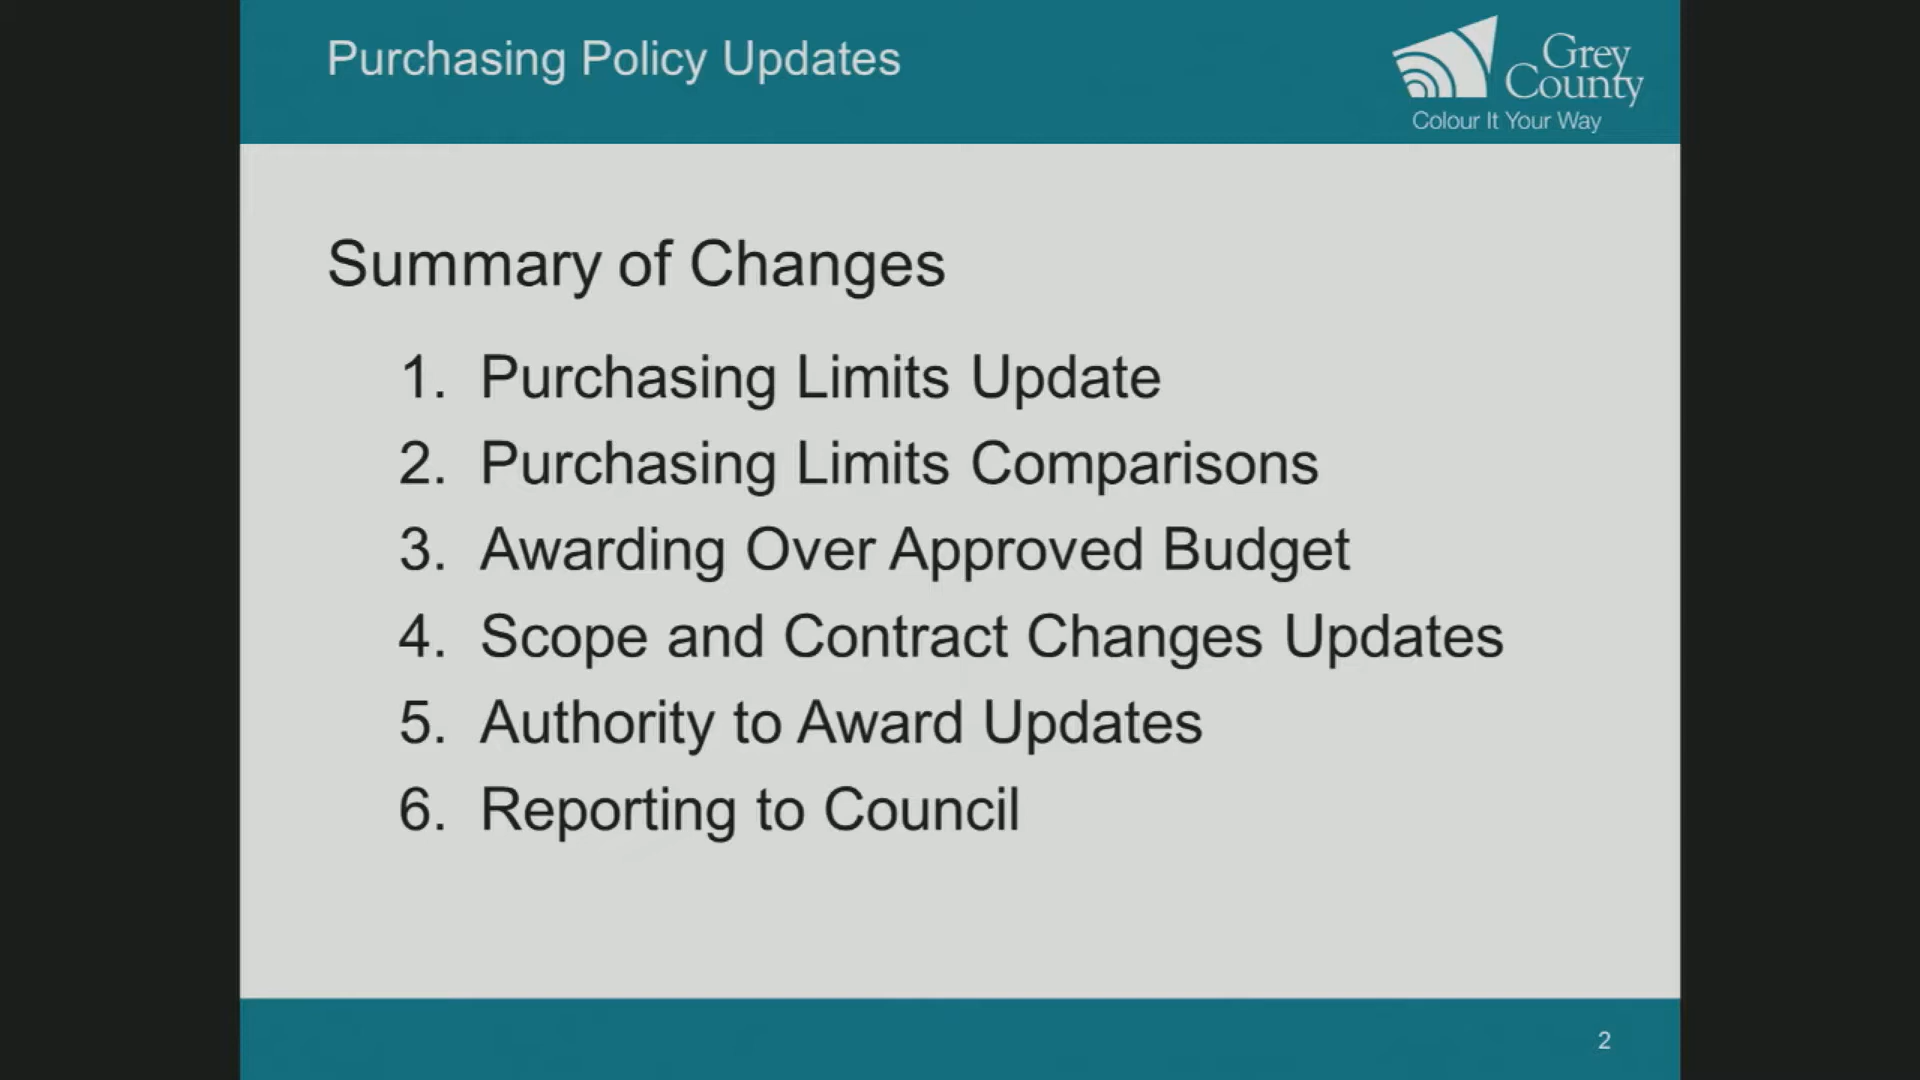 Purchasing Policy Updates
Grey
County
Colour It Your Way
Summary of Changes
1. Purchasing Limits Update
2. Purchasing Limits Comparisons
3. Awarding Over Approved Budget
4. Scope and Contract Changes Updates
5. Authority to Award Updates
6. Reporting to Council
2